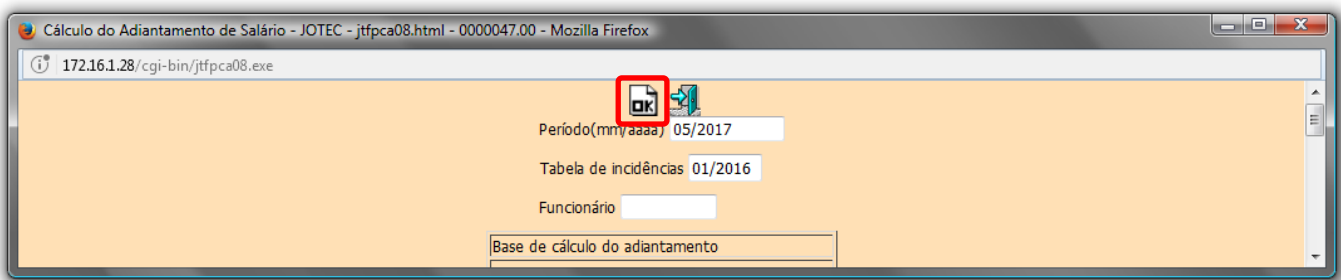 Cálculo do Adiantamento de Salário - JOTEC - jtfpca08.html - 0000047.00 - Mozilla Firefox
172.16.1.28/cgi-bin/jtfpca08.exe
OK
Período(mm/aaaa) 05/2017
Tabela de incidências 01/2016
Funcionário
Base de cálculo do adiantamento